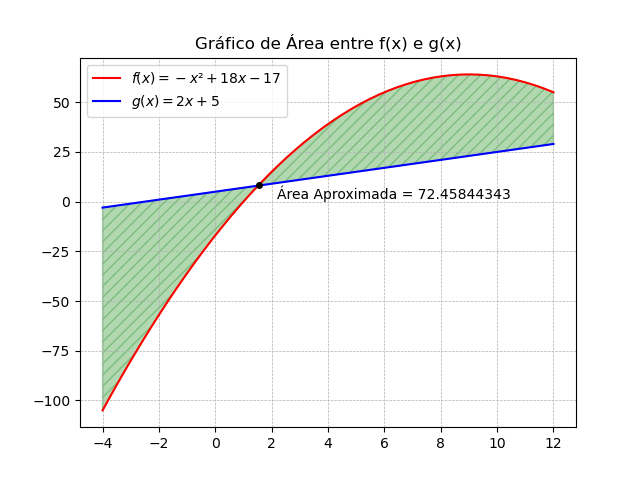 Gráfico de Área entre f(x) e g(x)
f(x) = −x² + 18x − 17
g(x) = 2x + 5
50
25
0
−25
−50
−75
−100
Área Aproximada = 72.45844343
−4 −2 0 2 4 6 8 10 12